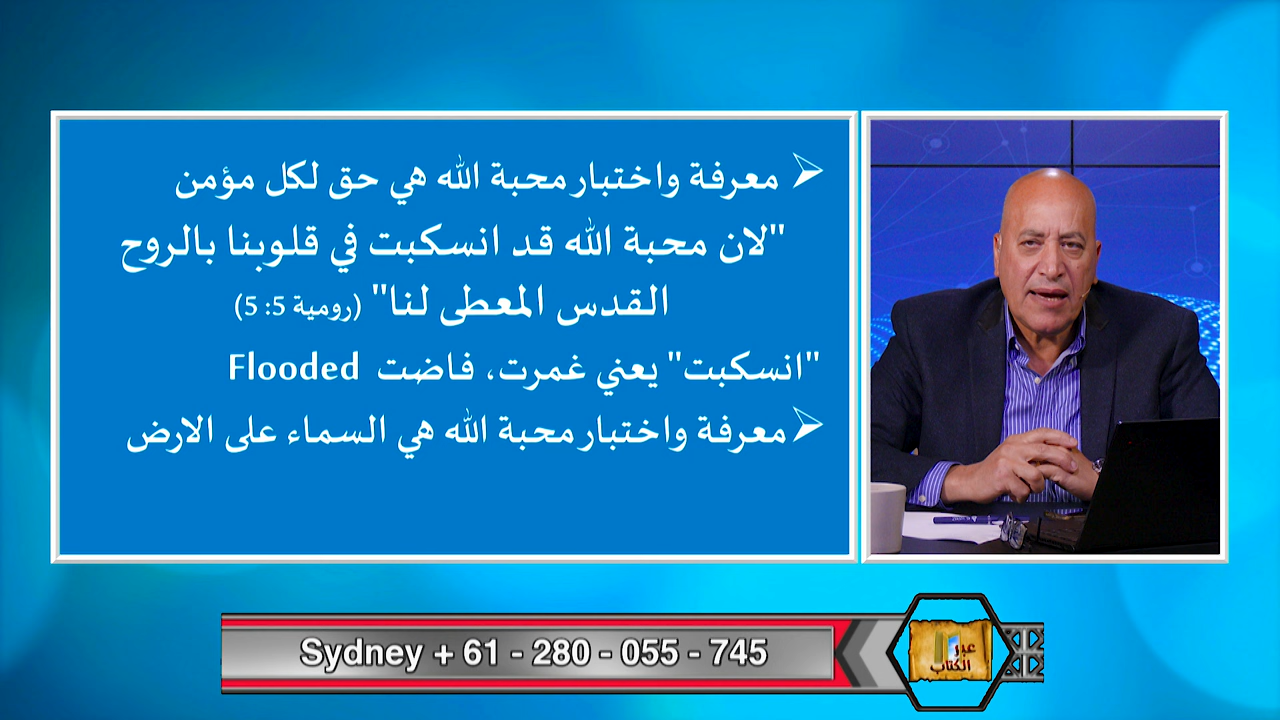 معرفة واختبار محبة الله هي حق لكل مؤمن
"لان محبة الله قد انسكبت في قلوبنا بالروح
القدس المعطى لنا" (رومية 5: 5)
"انسكبت" يعني غمرت، فاضت Flooded
معرفة واختبار محبة الله هي السماء على الارض
Sydney + 61 - 280 - 055 - 745
عبر
الكتاب